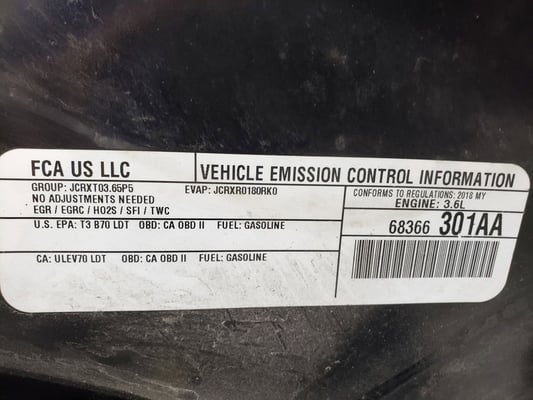 FCA US LLC
VEHICLE EMISSION CONTROL INFORMATION
GROUP: JCRXT03.65P5 EVAP: JCRXR0180RK0
NO ADJUSTMENTS NEEDED
EGR / EGRC / HO2S / SFI / TWC
CONFORMS TO REGULATIONS: 2018 MY
ENGINE: 3.6L
U.S. EPA: T3 B70 LDT OBD: CA OBD II FUEL: GASOLINE
68366 301AA
CA: ULEV70 LDT OBD: CA OBD II FUEL: GASOLINE